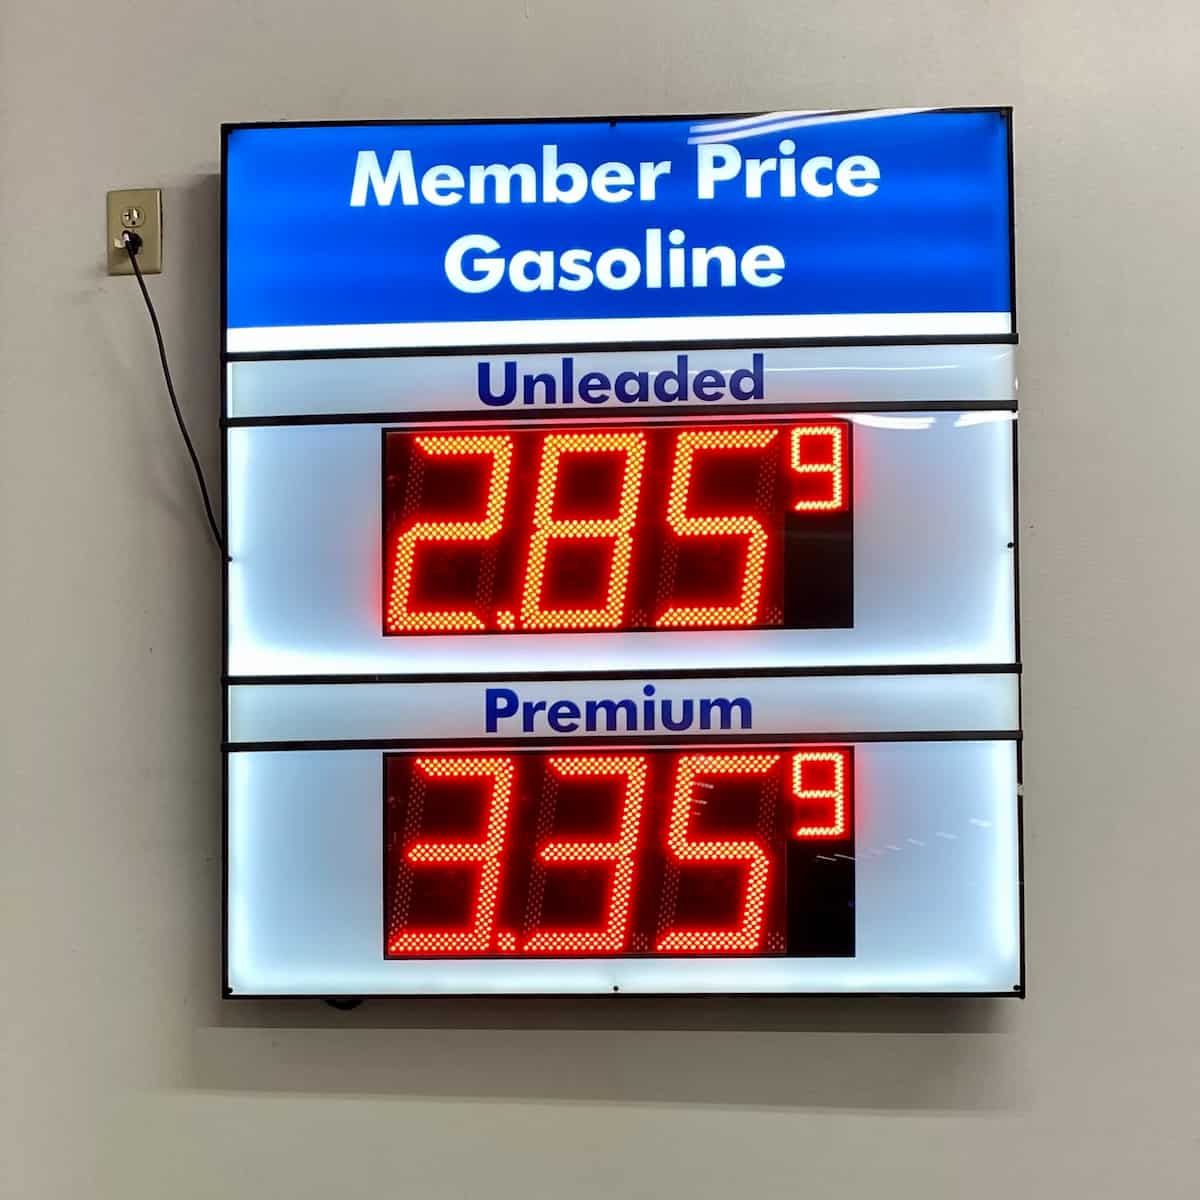 Member Price
Gasoline
Unleaded
2.85 9
Premium
3.35 9